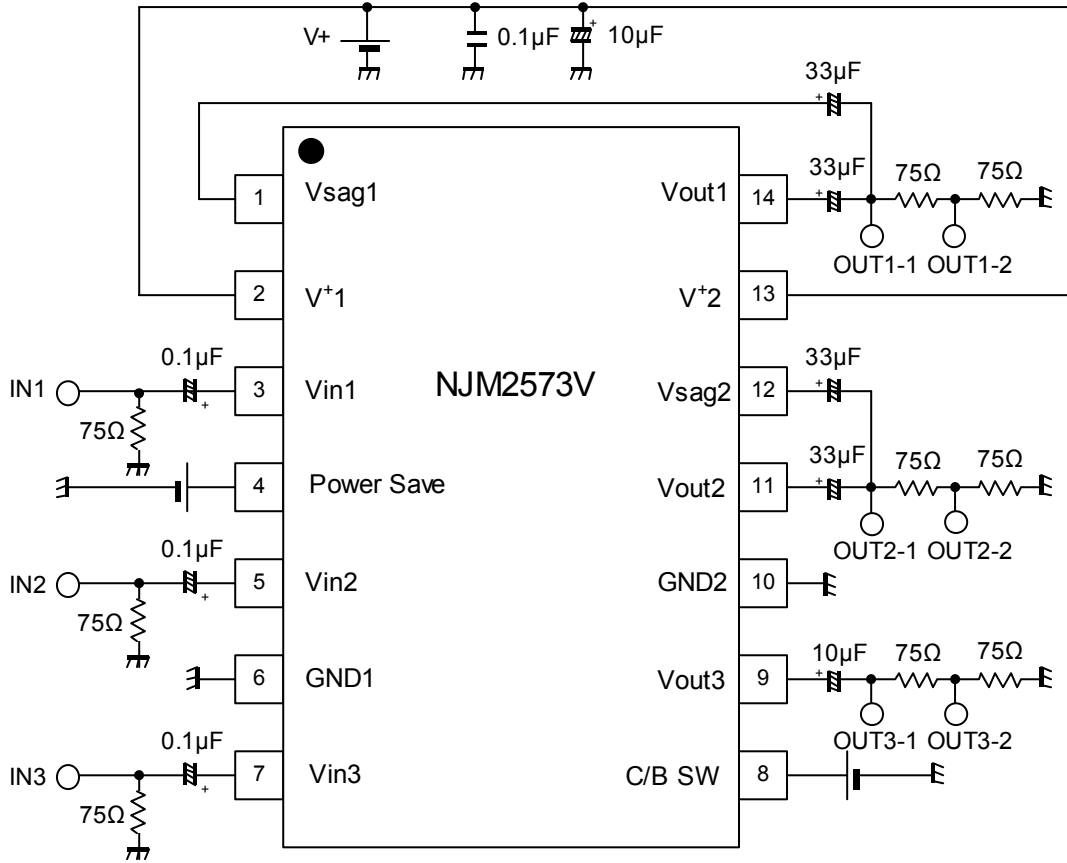 V+
0.1µF
10µF
33µF
1
Vsag1
Vout1
14
33µF
75Ω
75Ω
OUT1-1
OUT1-2
2
V+1
V+2
13
IN1
0.1µF
75Ω
3
Vin1
NJM2573V
Vsag2
12
33µF
4
Power Save
Vout2
11
33µF
75Ω
75Ω
OUT2-1
OUT2-2
IN2
0.1µF
75Ω
5
Vin2
GND2
10
6
GND1
Vout3
9
10µF
75Ω
75Ω
OUT3-1
OUT3-2
IN3
0.1µF
75Ω
7
Vin3
C/B SW
8